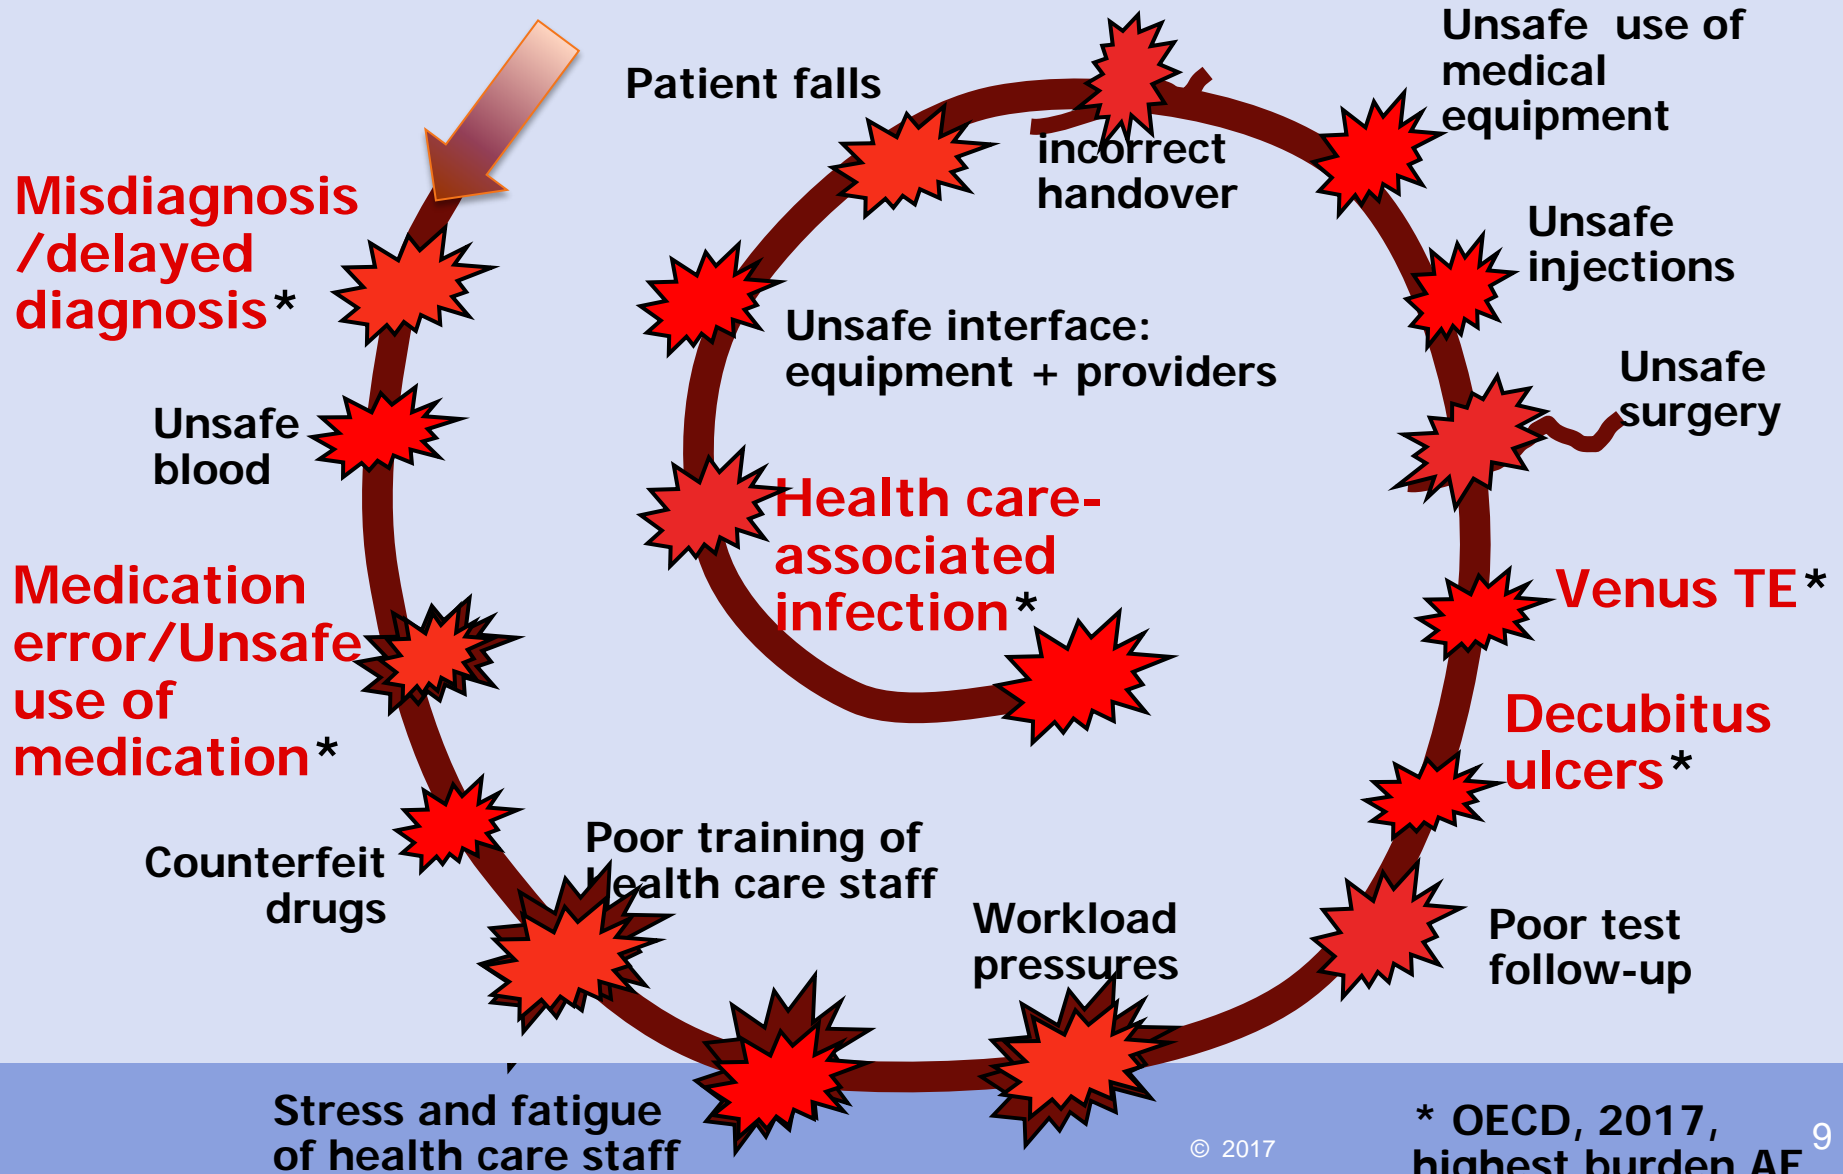 Misdiagnosis
/delayed
diagnosis*
Unsafe
blood
Medication
error/Unsafe
use of
medication*
Counterfeit
drugs
Poor training of
health care staff
Stress and fatigue
of health care staff
Workload
pressures
Poor test
follow-up
Decubitus
ulcers*
Venus TE*
Unsafe
surgery
Unsafe
injections
Unsafe use of
medical
equipment
incorrect
handover
Patient falls
Unsafe interface:
equipment + providers
Health care-
associated
infection*
© 2017
* OECD, 2017,
highest burden AE
9